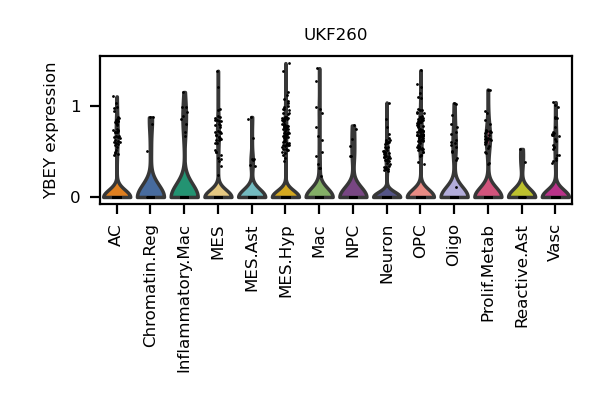 UKF260
YBEY expression
1
0
AC
Chromatin.Reg
Inflammatory.Mac
MES
MES.Ast
MES.Hyp
Mac
NPC
Neuron
OPC
Oligo
Prolif.Metab
Reactive.Ast
Vasc